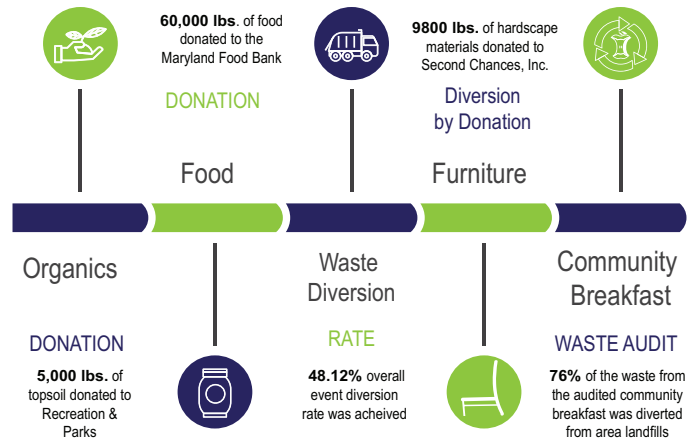 60,000 lbs. of food
donated to the
Maryland Food Bank
DONATION
Food
9800 lbs. of hardscape
materials donated to
Second Chances, Inc.
Diversion
by Donation
Furniture
Organics
DONATION
5,000 lbs. of
topsoil donated to
Recreation &
Parks
Waste
Diversion
RATE
48.12% overall
event diversion
rate was acheived
Community
Breakfast
WASTE AUDIT
76% of the waste from
the audited community
breakfast was diverted
from area landfills